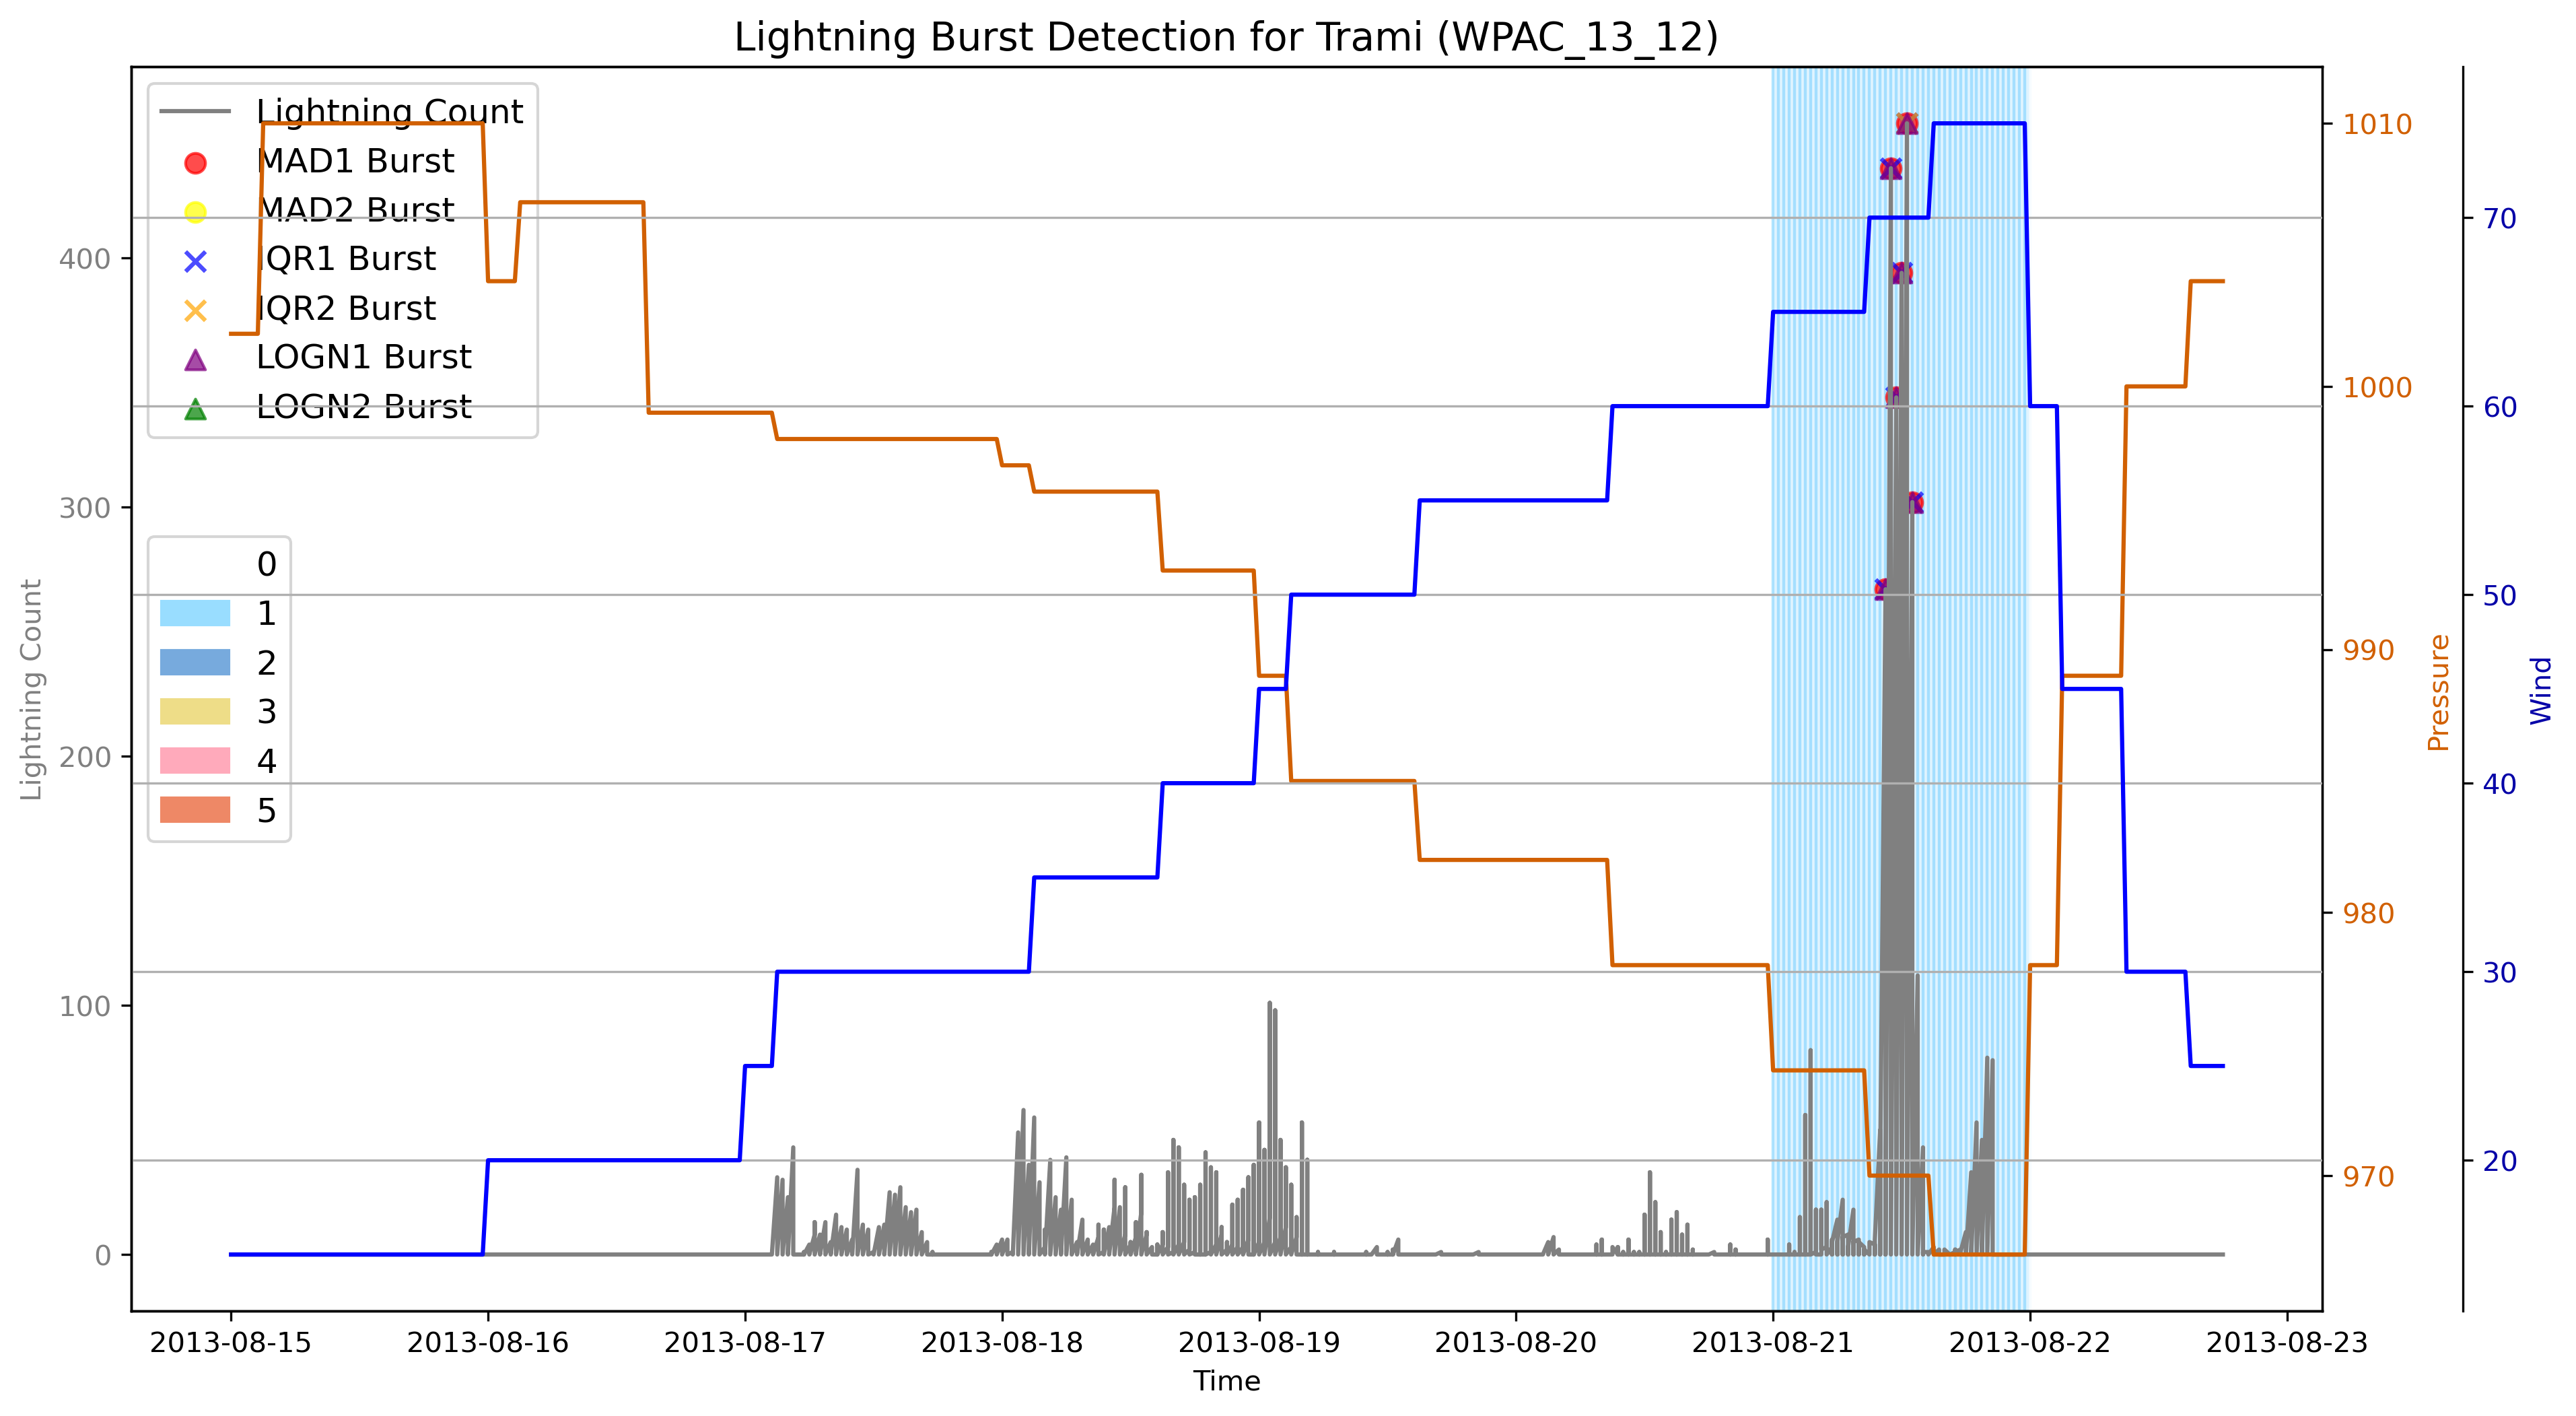 Lightning Burst Detection for Trami (WPAC_13_12)
Lightning Count
MAD1 Burst
MAD2 Burst
IQR1 Burst
IQR2 Burst
LOGN1 Burst
LOGN2 Burst
0
1
2
3
4
5
Lightning Count
400
300
200
100
0
1010
1000
990
980
970
Pressure
70
60
50
40
30
20
Wind
2013-08-15
2013-08-16
2013-08-17
2013-08-18
2013-08-19
2013-08-20
2013-08-21
2013-08-22
2013-08-23
Time